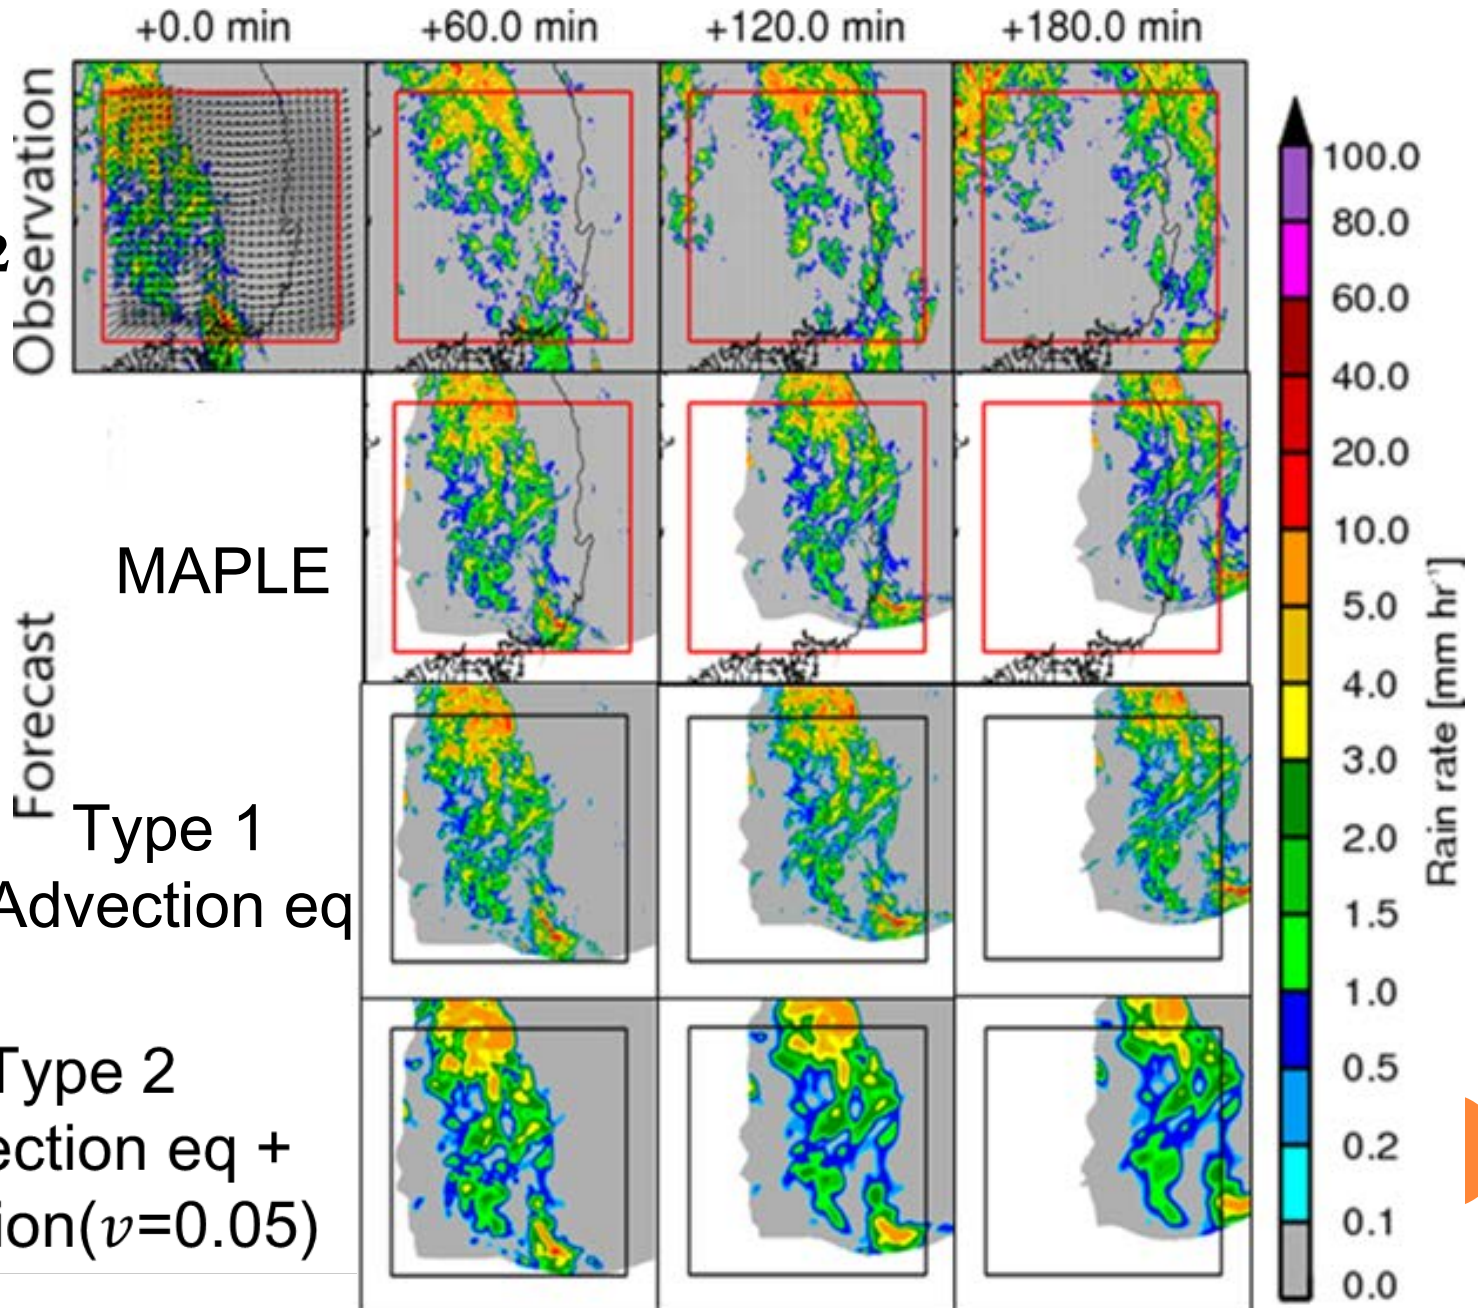 +0.0 min
+60.0 min
+120.0 min
+180.0 min
Observation
2
MAPLE
Forecast
Type 1
Advection eq
Type 2
ection eq +
ion(𝜈=0.05)
100.0
80.0
60.0
40.0
20.0
10.0
5.0
4.0
3.0
2.0
1.5
1.0
0.5
0.2
0.1
0.0
Rain rate [mm hr⁻¹]